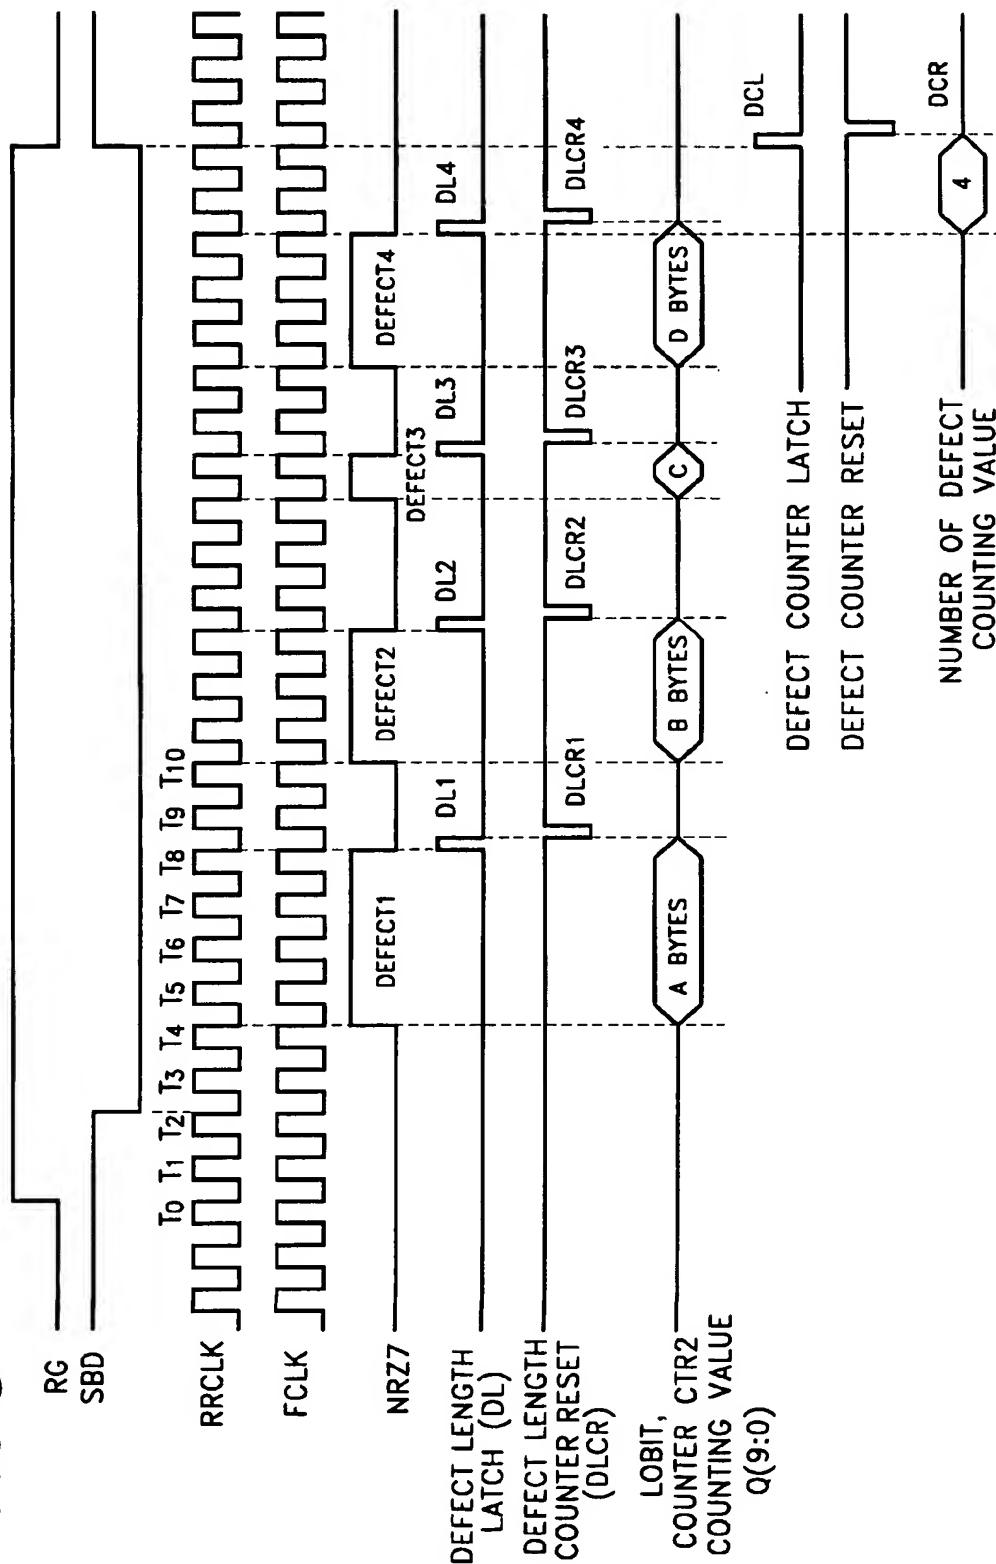 RG
SBD
T0 T1 T2 T3 T4 T5 T6 T7 T8 T9 T10
RRCLK
FCLK
NRZ7
DEFECT1
DEFECT2
DEFECT3
DEFECT4
DEFECT LENGTH
LATCH (DL)
DL1
DL2
DL3
DL4
DEFECT LENGTH
COUNTER RESET
(DLCR)
DLCR1
DLCR2
DLCR3
DLCR4
LOBIT,
COUNTER CTR2
COUNTING VALUE
Q(9:0)
A BYTES
B BYTES
C
D BYTES
DEFECT COUNTER LATCH
DCL
DEFECT COUNTER RESET
DCR
NUMBER OF DEFECT
COUNTING VALUE
4